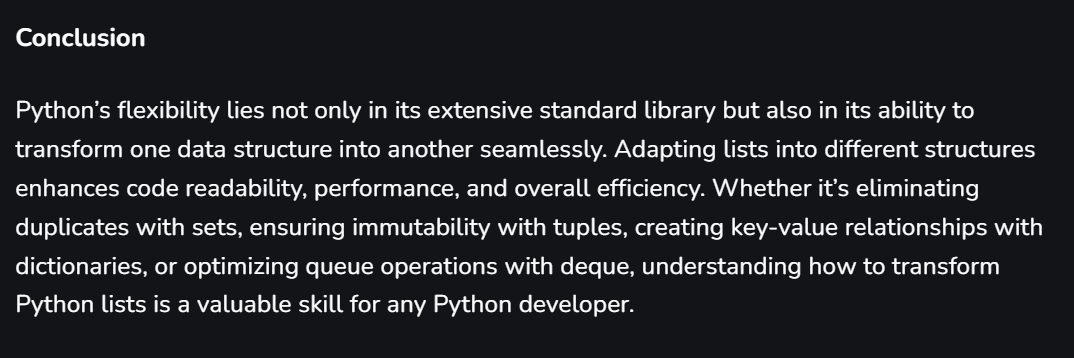 Conclusion
Python’s flexibility lies not only in its extensive standard library but also in its ability to
transform one data structure into another seamlessly. Adapting lists into different structures
enhances code readability, performance, and overall efficiency. Whether it’s eliminating
duplicates with sets, ensuring immutability with tuples, creating key-value relationships with
dictionaries, or optimizing queue operations with deque, understanding how to transform
Python lists is a valuable skill for any Python developer.